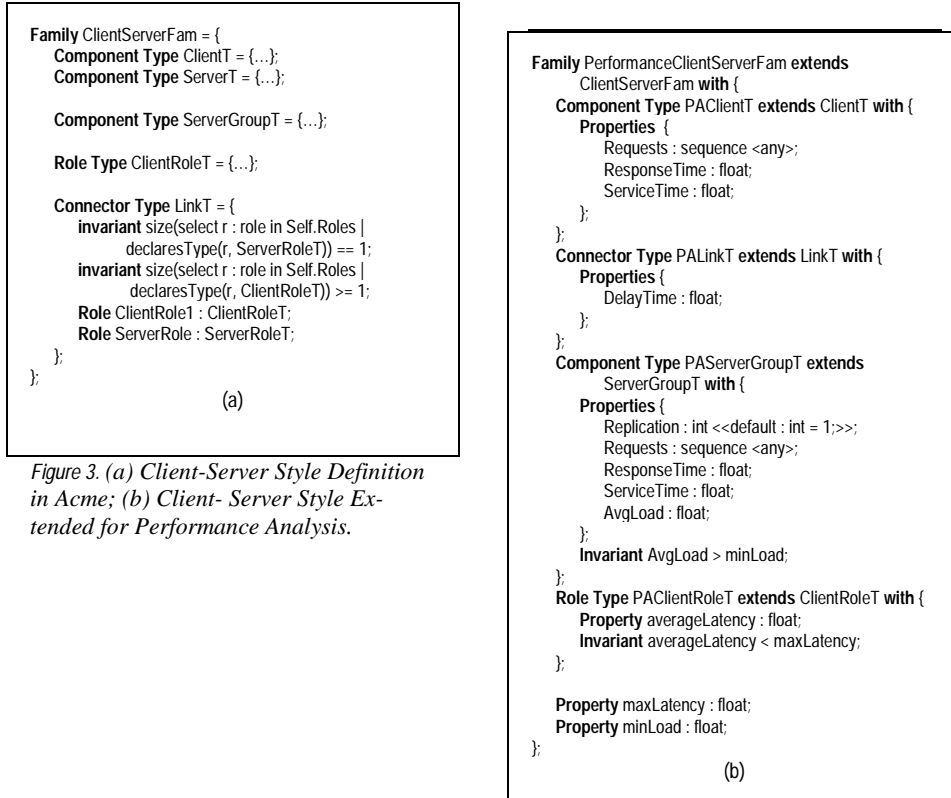 Family ClientServerFam = {
Component Type ClientT = {...};
Component Type ServerT = {...};
Component Type ServerGroupT = {...};
Role Type ClientRoleT = {...};
Connector Type LinkT = {
invariant size(select r : role in Self.Roles |
declaresType(r, ServerRoleT)) == 1;
invariant size(select r : role in Self.Roles |
declaresType(r, ClientRoleT)) >= 1;
Role ClientRole1 : ClientRoleT;
Role ServerRole : ServerRoleT;
};
};
(a)
Figure 3. (a) Client-Server Style Definition
in Acme; (b) Client- Server Style Ex-
tended for Performance Analysis.
Family PerformanceClientServerFam extends
ClientServerFam with {
Component Type PAClientT extends ClientT with {
Properties {
Requests : sequence <any>;
ResponseTime : float;
ServiceTime : float;
};
};
Connector Type PALinkT extends LinkT with {
Properties {
DelayTime : float;
};
};
Component Type PAServerGroupT extends
ServerGroupT with {
Properties {
Replication : int <<default : int = 1;>>;
Requests : sequence <any>;
ResponseTime : float;
ServiceTime : float;
AvgLoad : float;
};
Invariant AvgLoad > minLoad;
};
Role Type PAClientRoleT extends ClientRoleT with {
Property averageLatency : float;
Invariant averageLatency < maxLatency;
};
Property maxLatency : float;
Property minLoad : float;
};
(b)